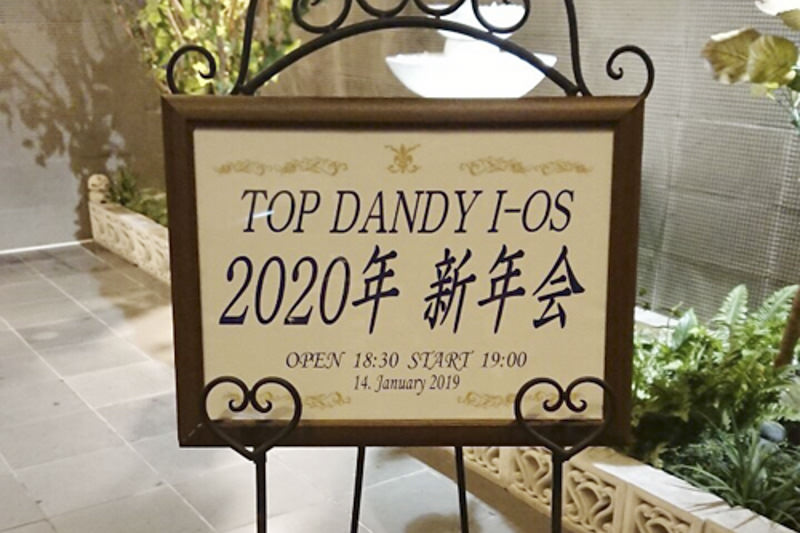 TOP DANDY I-OS
2020年 新年会
OPEN 18:30 START 19:00
14. January 2019